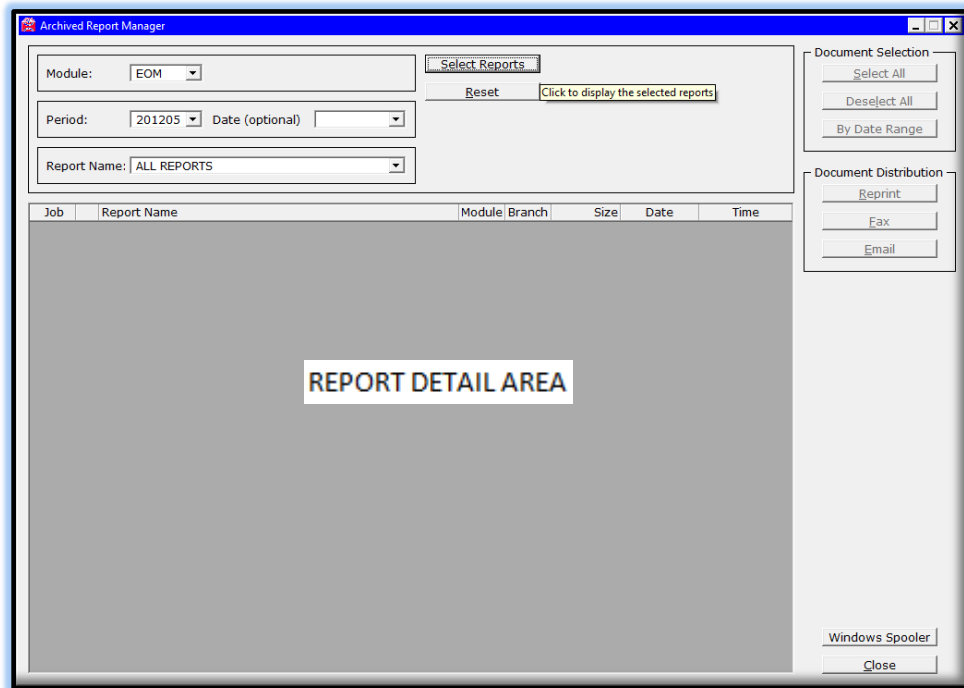 Archived Report Manager
Module: EOM
Select Reports
Reset
Click to display the selected reports
Period: 201205 Date (optional)
Report Name: ALL REPORTS
Document Selection
Select All
Deselect All
By Date Range
Document Distribution
Reprint
Fax
Email
Job Report Name Module Branch Size Date Time
REPORT DETAIL AREA
Windows Spooler
Close